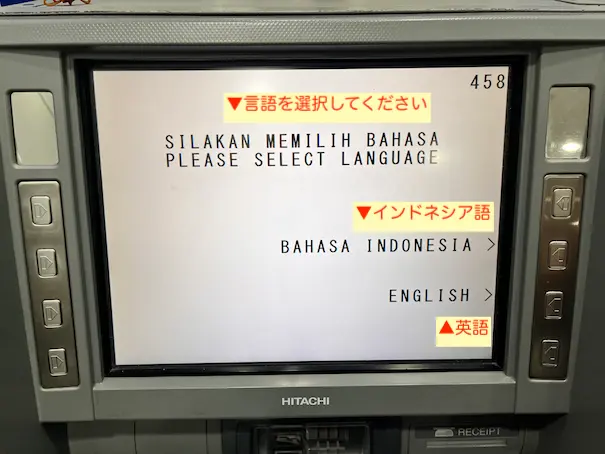 458
▼言語を選択してください
SILAKAN MEMILIH BAHASA
PLEASE SELECT LANGUAGE
▼インドネシア語
BAHASA INDONESIA >
ENGLISH >
▲英語
HITACHI
RECEIPT